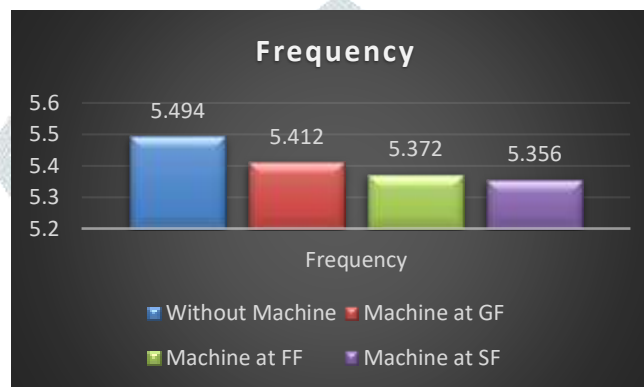 Frequency
5.6
5.5
5.4
5.3
5.2
5.494
5.412
5.372
5.356
Frequency
Without Machine Machine at GF
Machine at FF Machine at SF